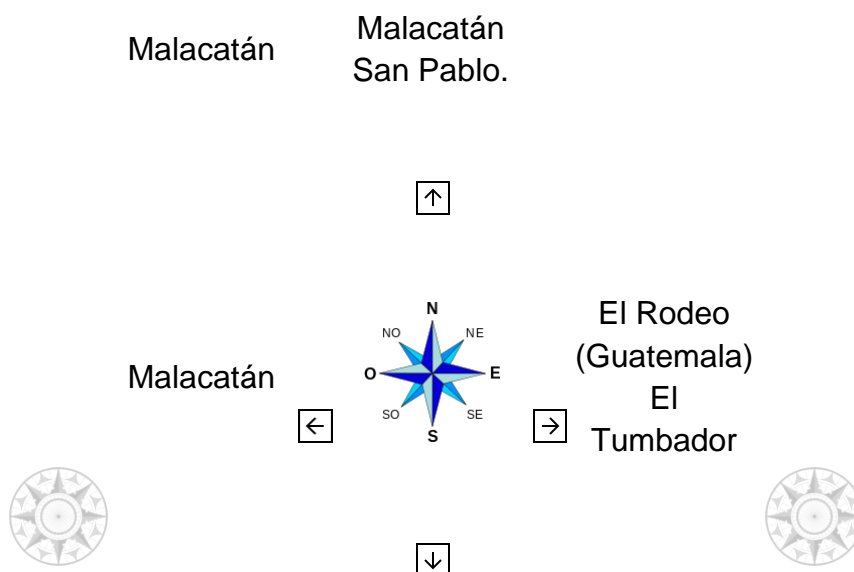 Malacatán
Malacatán
San Pablo.
↑
N
NO
NE
El Rodeo
(Guatemala)
El
Tumbador
Malacatán
O
E
SO
SE
S
←
→
↓